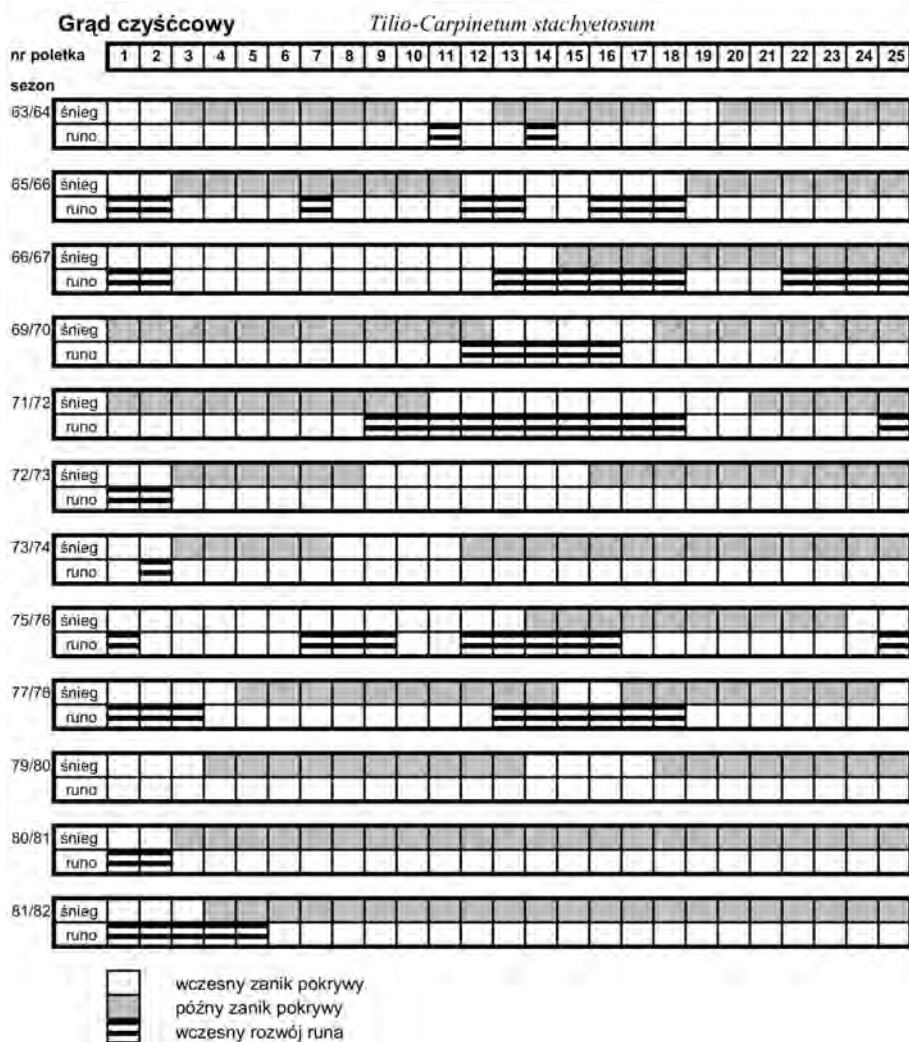 Grąd czyśćcowy Tilio-Carpinetum stachyetosum
nr poletka 1 2 3 4 5 6 7 8 9 10 11 12 13 14 15 16 17 18 19 20 21 22 23 24 25
sezon
63/64 śnieg
runo
65/66 śnieg
runo
66/67 śnieg
runo
69/70 śnieg
runo
71/72 śnieg
runo
72/73 śnieg
runo
73/74 śnieg
runo
75/76 śnieg
runo
77/78 śnieg
runo
79/80 śnieg
runo
80/81 śnieg
runo
81/82 śnieg
runo
wczesny zanik pokrywy
późny zanik pokrywy
wczesny rozwój runa